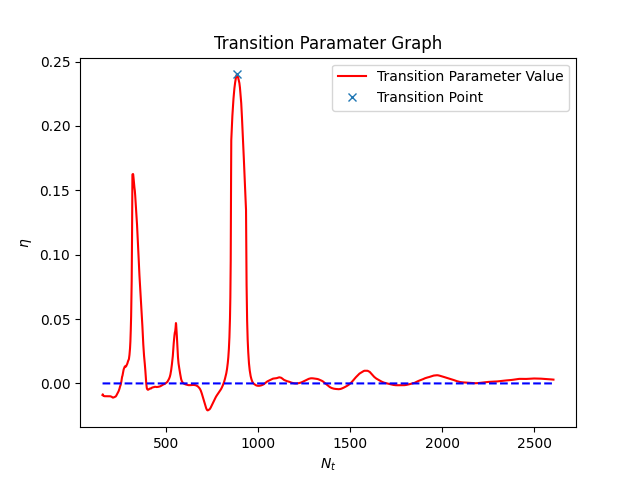 Transition Paramater Graph
Transition Parameter Value
Transition Point
0.25
0.20
0.15
0.10
0.05
0.00
η
500
1000
1500
2000
2500
N_t